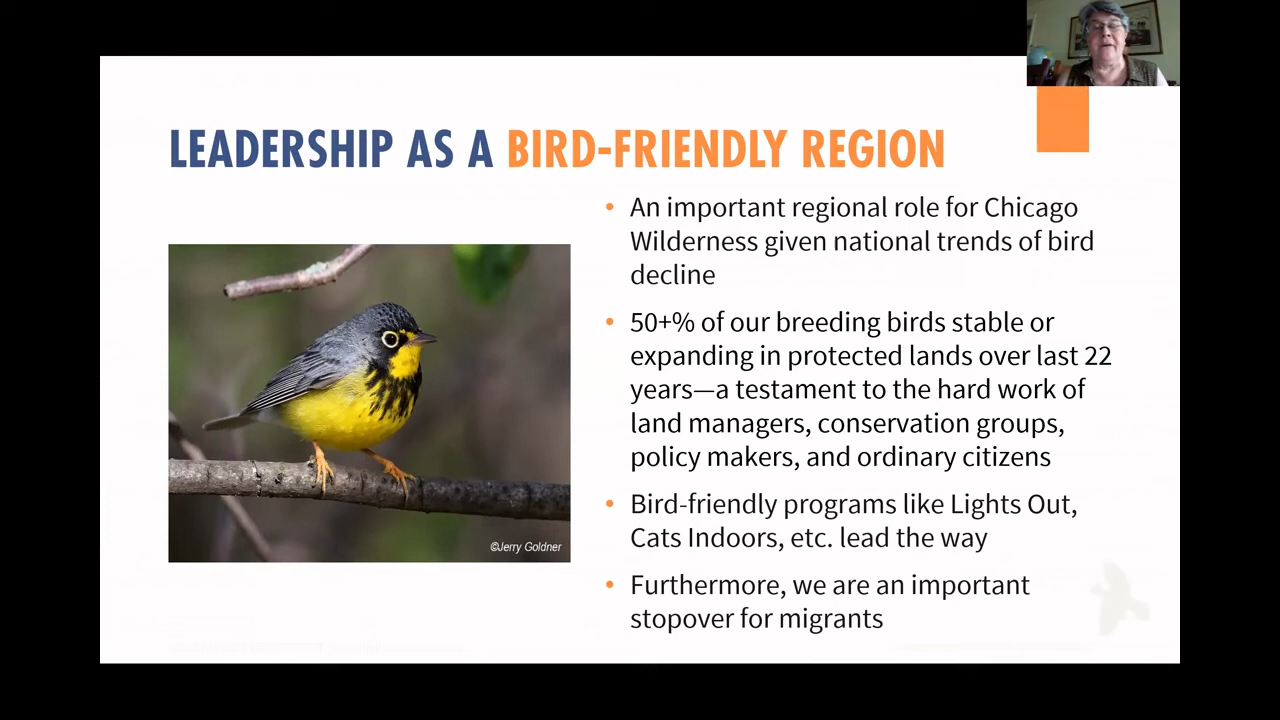 LEADERSHIP AS A BIRD-FRIENDLY REGION
• An important regional role for Chicago
Wilderness given national trends of bird
decline
• 50+% of our breeding birds stable or
expanding in protected lands over last 22
years—a testament to the hard work of
land managers, conservation groups,
policy makers, and ordinary citizens
• Bird-friendly programs like Lights Out,
Cats Indoors, etc. lead the way
• Furthermore, we are an important
stopover for migrants
©Jerry Goldner